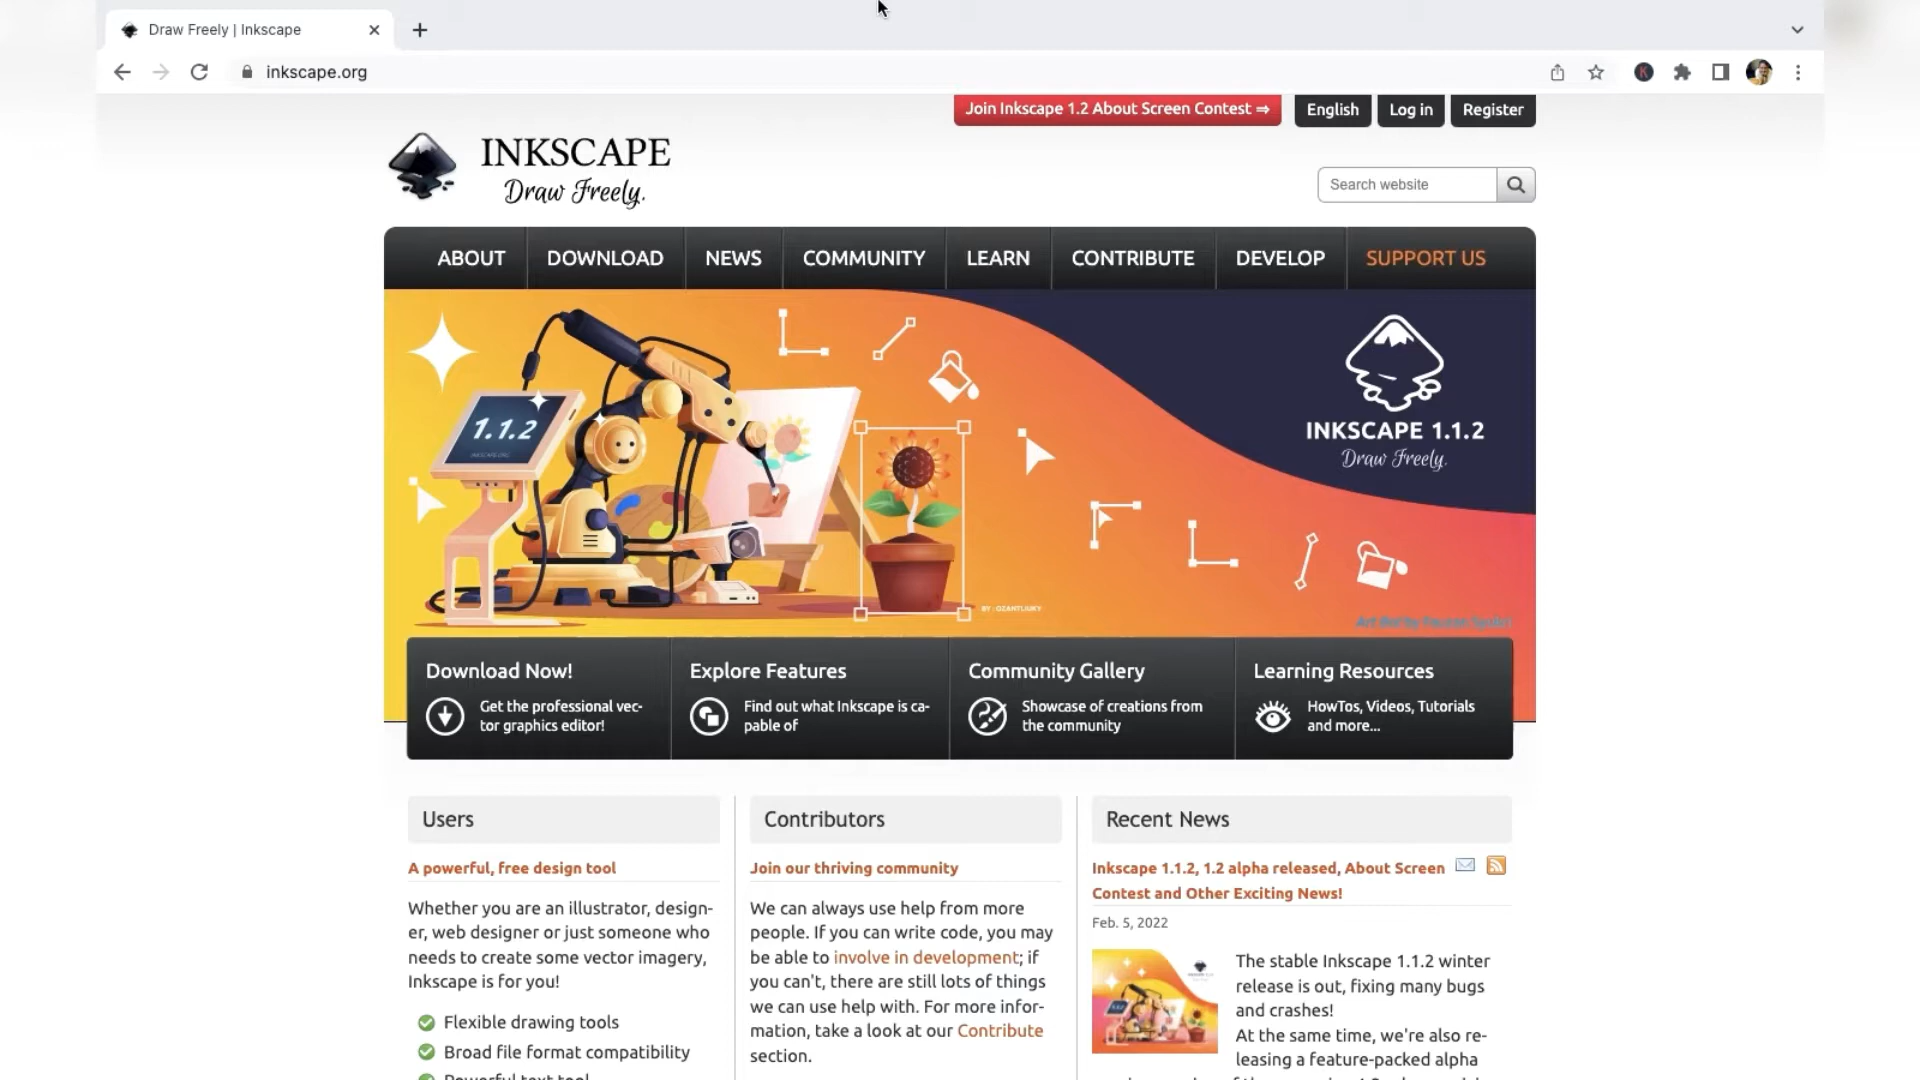 Draw Freely | Inkscape
inkscape.org
Join Inkscape 1.2 About Screen Contest ⇒
English
Log in
Register
INKSCAPE
Draw Freely.
Search website
ABOUT
DOWNLOAD
NEWS
COMMUNITY
LEARN
CONTRIBUTE
DEVELOP
SUPPORT US
1.1.2
INKSCAPE 1.1.2
Draw Freely.
Download Now!
Get the professional vec-
tor graphics editor!
Explore Features
Find out what Inkscape is ca-
pable of
Community Gallery
Showcase of creations from
the community
Learning Resources
HowTos, Videos, Tutorials
and more...
Users
A powerful, free design tool
Whether you are an illustrator, design-
er, web designer or just someone who
needs to create some vector imagery,
Inkscape is for you!
Flexible drawing tools
Broad file format compatibility
Powerful text tool
Contributors
Join our thriving community
We can always use help from more
people. If you can write code, you may
be able to involve in development; if
you can't, there are still lots of things
we can use help with. For more infor-
mation, take a look at our Contribute
section.
Recent News
Inkscape 1.1.2, 1.2 alpha released, About Screen
Contest and Other Exciting News!
Feb. 5, 2022
The stable Inkscape 1.1.2 winter
release is out, fixing many bugs
and crashes!
At the same time, we're also re-
leasing a feature-packed alpha